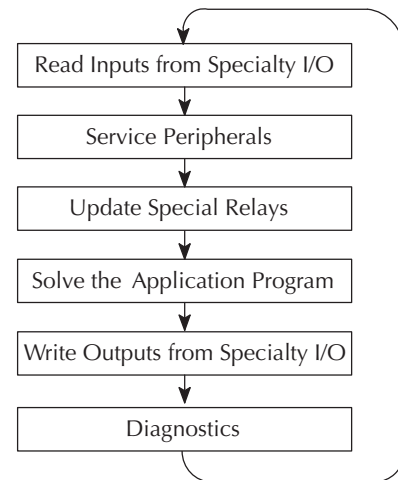 Read Inputs from Specialty I/O
Service Peripherals
Update Special Relays
Solve the Application Program
Write Outputs from Specialty I/O
Diagnostics